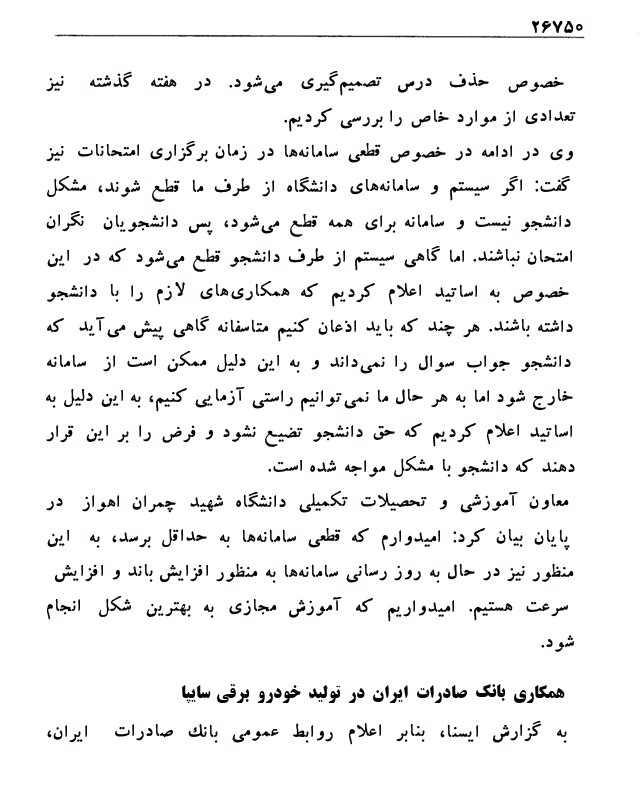 ۲۶۷۵۰
خصوص حذف درس تصمیم‌گیری می‌شود. در هفته گذشته نیز
تعدادی از موارد خاص را بررسی کردیم.
وی در ادامه در خصوص قطعی سامانه‌ها در زمان برگزاری امتحانات نیز
گفت: اگر سیستم و سامانه‌های دانشگاه از طرف ما قطع شوند، مشکل
دانشجو نیست و سامانه برای همه قطع می‌شود، پس دانشجویان نگران
امتحان نباشند. اما گاهی سیستم از طرف دانشجو قطع می‌شود که در این
خصوص به اساتید اعلام کردیم که همکاری‌های لازم را با دانشجو
داشته باشند. هر چند که باید اذعان کنیم متاسفانه گاهی پیش می‌آید که
دانشجو جواب سوال را نمی‌داند و به این دلیل ممکن است از سامانه
خارج شود اما به هر حال ما نمی‌توانیم راستی آزمایی کنیم، به این دلیل به
اساتید اعلام کردیم که حق دانشجو تضیع نشود و فرض را بر این قرار
دهند که دانشجو با مشکل مواجه شده است.
معاون آموزشی و تحصیلات تکمیلی دانشگاه شهید چمران اهواز در
پایان بیان کرد: امیدوارم که قطعی سامانه‌ها به حداقل برسد، به این
منظور نیز در حال به روز رسانی سامانه‌ها به منظور افزایش باند و افزایش
سرعت هستیم. امیدواریم که آموزش مجازی به بهترین شکل انجام
شود.
همکاری بانک صادرات ایران در تولید خودرو برقی سایپا
به گزارش ایسنا، بنابر اعلام روابط عمومی بانك صادرات ایران،